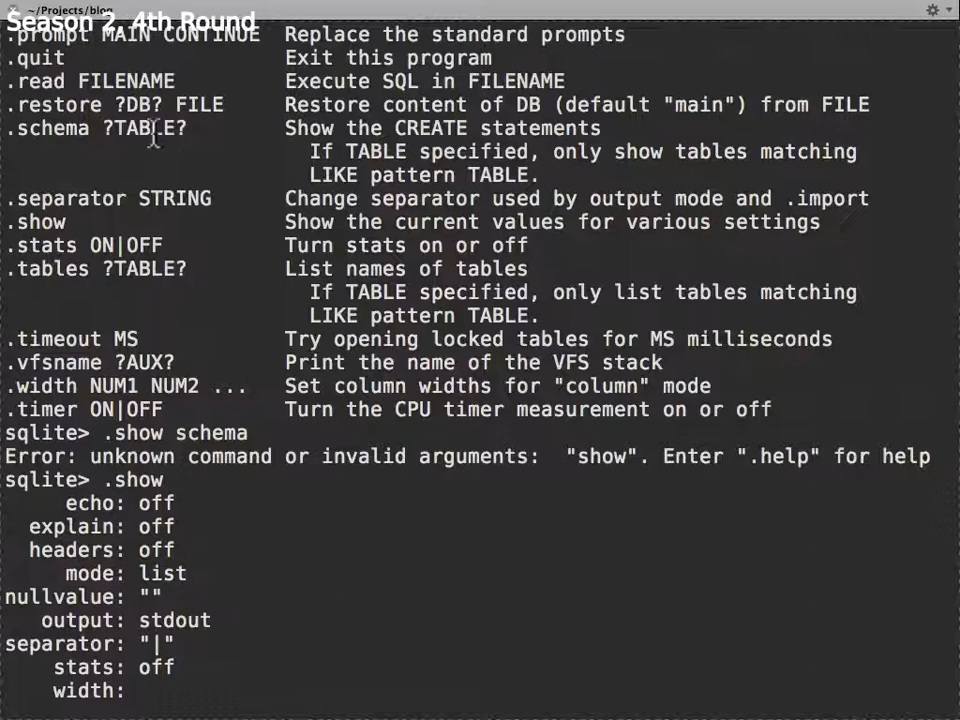 ~/Projects/blog
Season 2, 4th Round
.prompt MAIN CONTINUE  Replace the standard prompts
.quit                  Exit this program
.read FILENAME         Execute SQL in FILENAME
.restore ?DB? FILE     Restore content of DB (default "main") from FILE
.schema ?TABLE?        Show the CREATE statements
                         If TABLE specified, only show tables matching
                         LIKE pattern TABLE.
.separator STRING      Change separator used by output mode and .import
.show                  Show the current values for various settings
.stats ON|OFF          Turn stats on or off
.tables ?TABLE?        List names of tables
                         If TABLE specified, only list tables matching
                         LIKE pattern TABLE.
.timeout MS            Try opening locked tables for MS milliseconds
.vfsname ?AUX?         Print the name of the VFS stack
.width NUM1 NUM2 ...   Set column widths for "column" mode
.timer ON|OFF          Turn the CPU timer measurement on or off
sqlite> .show schema
Error: unknown command or invalid arguments:  "show". Enter ".help" for help
sqlite> .show
     echo: off
  explain: off
  headers: off
     mode: list
nullvalue: ""
   output: stdout
separator: "|"
    stats: off
    width: